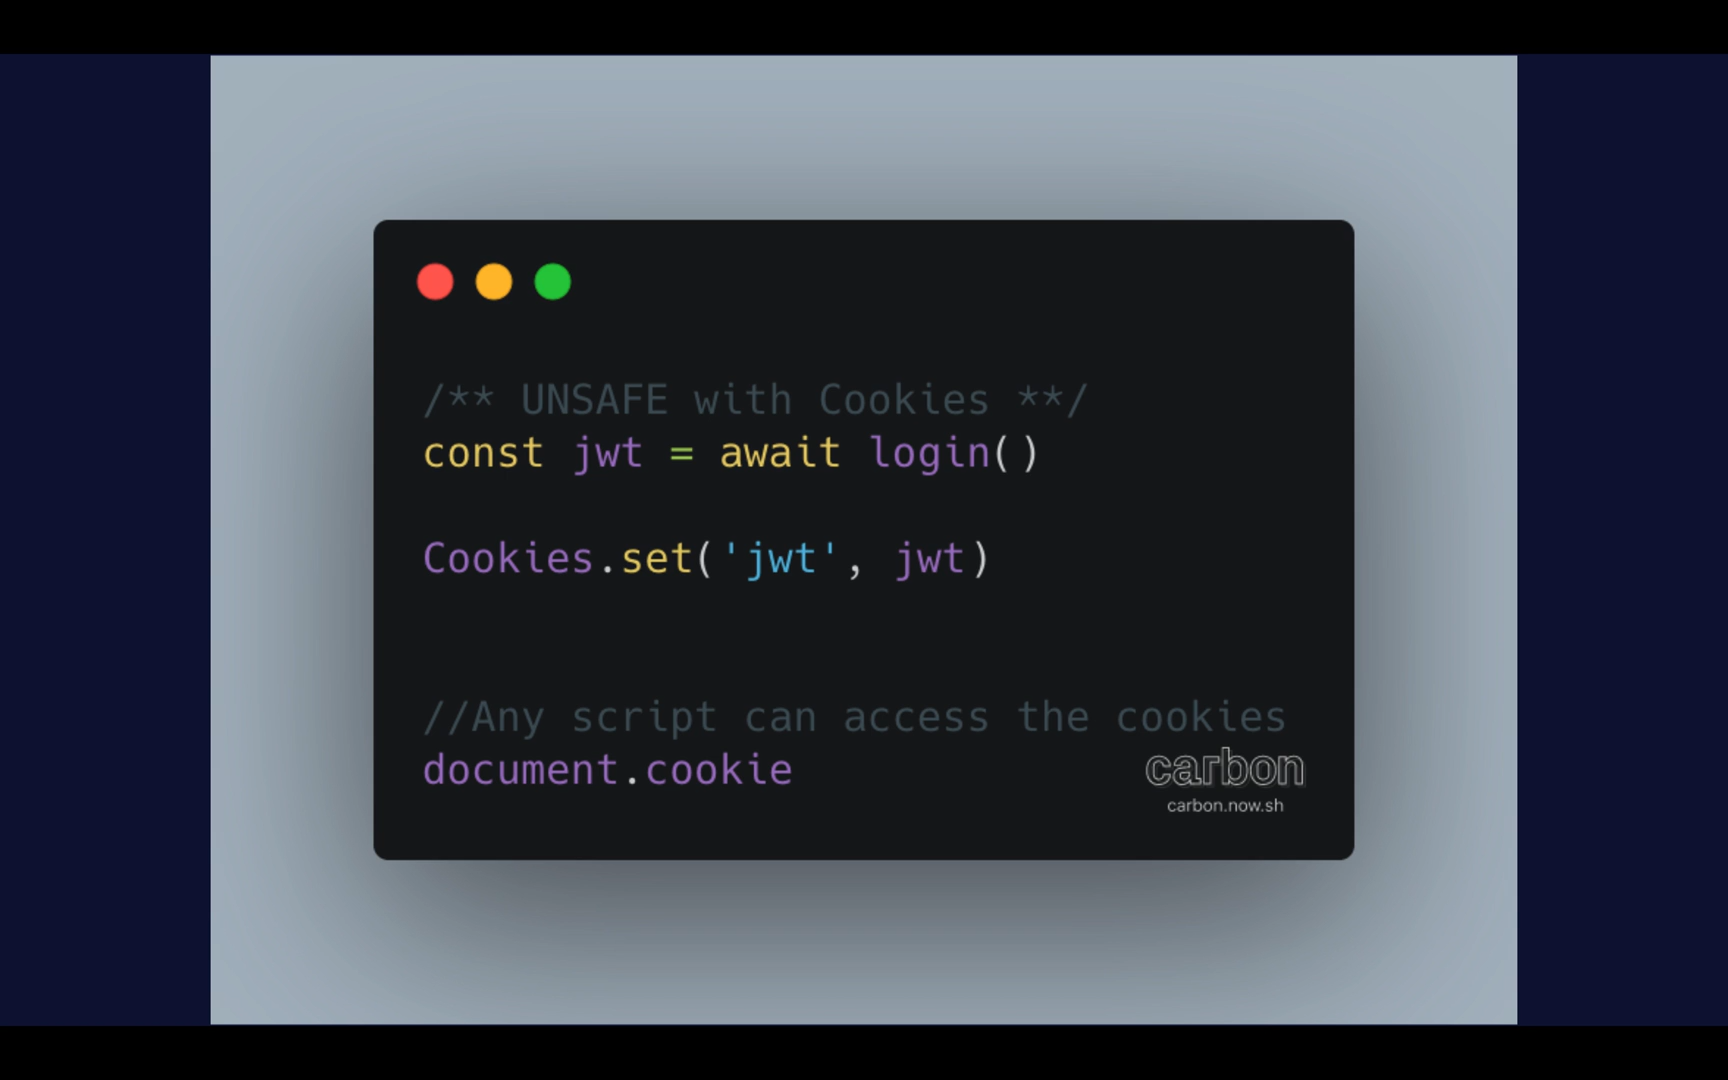 /** UNSAFE with Cookies **/
const jwt = await login()
Cookies.set('jwt', jwt)
//Any script can access the cookies
document.cookie
carbon
carbon.now.sh